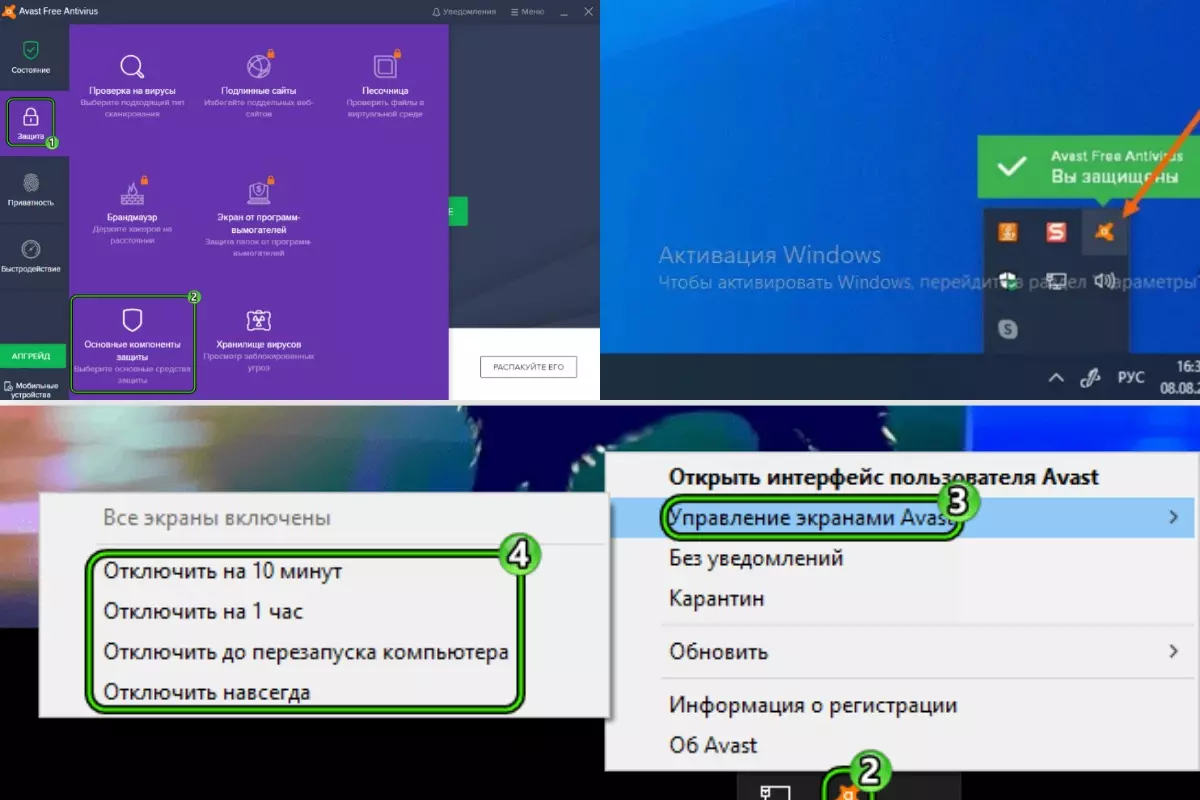 Avast Free Antivirus
Уведомления
Меню
Состояние
Защита
1
Приватность
Быстродействие
АПГРЕЙД
Мобильные
устройства
Проверка на вирусы
Выберите подходящий тип
сканирования
Подлинные сайты
Избегайте поддельных веб-
сайтов
Песочница
Проверить файлы в
виртуальной среде
Брандмауэр
Держите хакеров на
расстоянии
Экран от программ-
вымогателей
Защита папок от программ-
вымогателей
2
Основные компоненты
защиты
Выберите основные средства
защиты
Хранилище вирусов
Просмотр заблокированных
угроз
Е
РАСПАКУЙТЕ ЕГО
Avast Free Antivirus
Вы защищены
Активация Windows
Чтобы активировать Windows, перейдите в раздел "Параметры"
S
S
РУС
16:3
08.08.2
Все экраны включены
4
Отключить на 10 минут
Отключить на 1 час
Отключить до перезапуска компьютера
Отключить навсегда
Открыть интерфейс пользователя Avast
3
Управление экранами Avast
Без уведомлений
Карантин
Обновить
Информация о регистрации
Об Avast
2